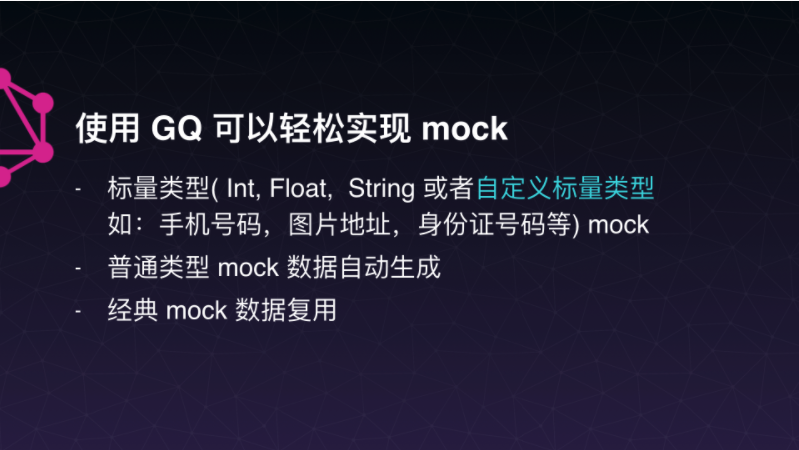 使用 GQ 可以轻松实现 mock
- 标量类型( Int, Float, String 或者自定义标量类型
如：手机号码，图片地址，身份证号码等) mock
- 普通类型 mock 数据自动生成
- 经典 mock 数据复用